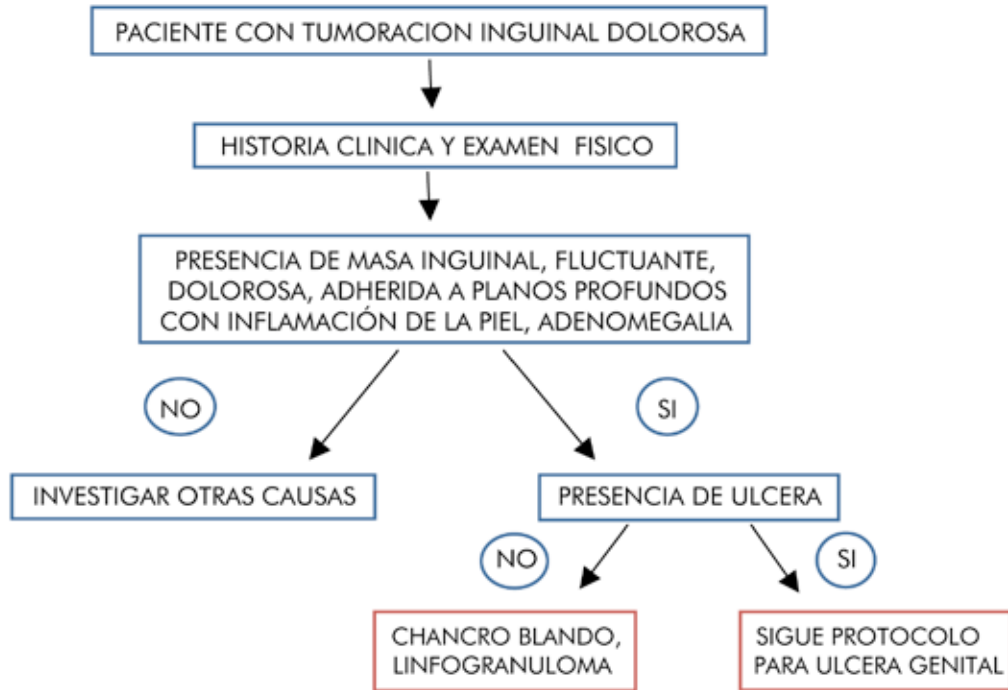 PACIENTE CON TUMORACION INGUINAL DOLOROSA
HISTORIA CLINICA Y EXAMEN FISICO
PRESENCIA DE MASA INGUINAL, FLUCTUANTE,
DOLOROSA, ADHERIDA A PLANOS PROFUNDOS
CON INFLAMACIÓN DE LA PIEL, ADENOMEGALIA
NO
SI
INVESTIGAR OTRAS CAUSAS
PRESENCIA DE ULCERA
NO
SI
CHANCRO BLANDO,
LINFOGRANULOMA
SIGUE PROTOCOLO
PARA ULCERA GENITAL